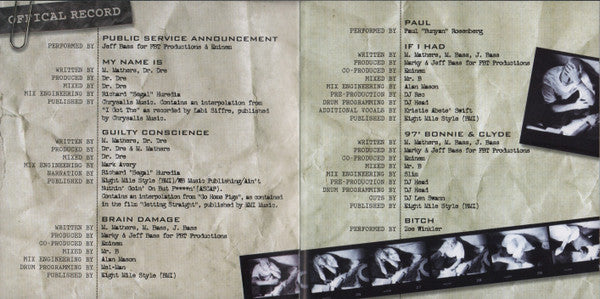 OFFICAL RECORD
PUBLIC SERVICE ANNOUNCEMENT
PERFORMED BY Jeff Bass for FBT Productions & Eminem
MY NAME IS
WRITTEN BY M. Mathers, Dr. Dre
PRODUCED BY Dr. Dre
MIXED BY Dr. Dre
MIX ENGINEERING BY Richard "Segal" Huredia
PUBLISHED BY Chrysalis Music. Contains an interpolation from
"I Got The" as recorded by Labi Siffre, published
by Chrysalis Music.
GUILTY CONSCIENCE
WRITTEN BY M. Mathers, Dr. Dre
PRODUCED BY Dr. Dre & M. Mathers
MIXED BY Dr. Dre
MIX ENGINEERING BY Mark Avery
NARRATION BY Richard "Segal" Huredia
PUBLISHED BY Eight Mile Style (BMI)/WB Music Publishing/Ain't
Nuthin' Goin' On But Fuckin' (ASCAP).
Contains an interpolation from "Go Home Pigs", as contained
in the film "Getting Straight", published by EMI Music.
BRAIN DAMAGE
WRITTEN BY M. Mathers, M. Bass, J. Bass
PRODUCED BY Marky & Jeff Bass for FBT Productions
CO-PRODUCED BY Eminem
MIXED BY Mr. B
MIX ENGINEERING BY Alan Mason
DRUM PROGRAMMING BY Mel-Man
PUBLISHED BY Eight Mile Style (BMI)
PAUL
PERFORMED BY Paul "Bunyan" Rosenberg
IF I HAD
WRITTEN BY M. Mathers, M. Bass, J. Bass
PRODUCED BY Marky & Jeff Bass for FBT Productions
CO-PRODUCED BY Eminem
MIXED BY Mr. B
MIX ENGINEERING BY Alan Mason
PRE-PRODUCTION BY DJ Rec
DRUM PROGRAMMING BY DJ Head
ADDITIONAL VOCALS BY Kristie Abete' Swift
PUBLISHED BY Eight Mile Style (BMI)
97' BONNIE & CLYDE
WRITTEN BY M. Mathers, M. Bass, J. Bass
PRODUCED BY Marky & Jeff Bass for FBT Productions
CO-PRODUCED BY Eminem
MIXED BY Mr. B
MIX ENGINEERING BY Slim
PRE-PRODUCTION BY DJ Head
DRUM PROGRAMMING BY DJ Head
CUTS BY DJ Len Swann
PUBLISHED BY Eight Mile Style (BMI)
BITCH
PERFORMED BY Zoe Winkler